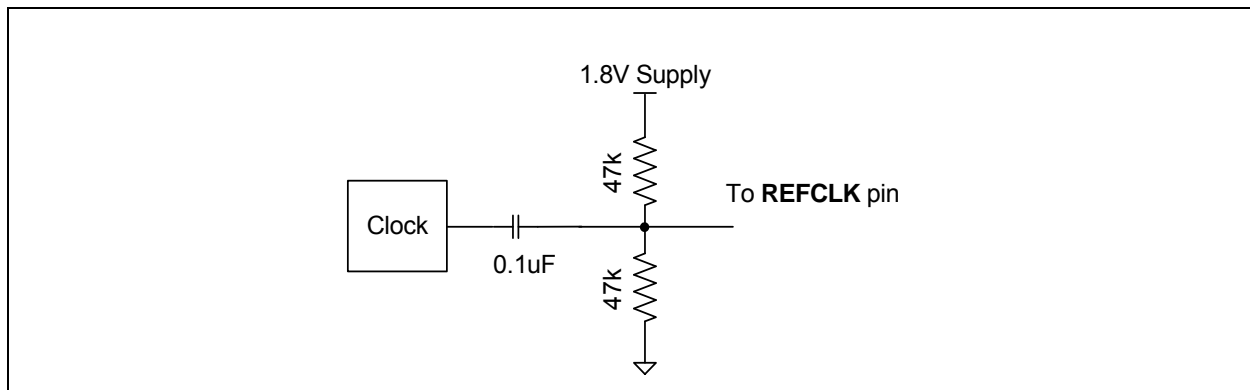 1.8V Supply
47k
To REFCLK pin
Clock
0.1uF
47k